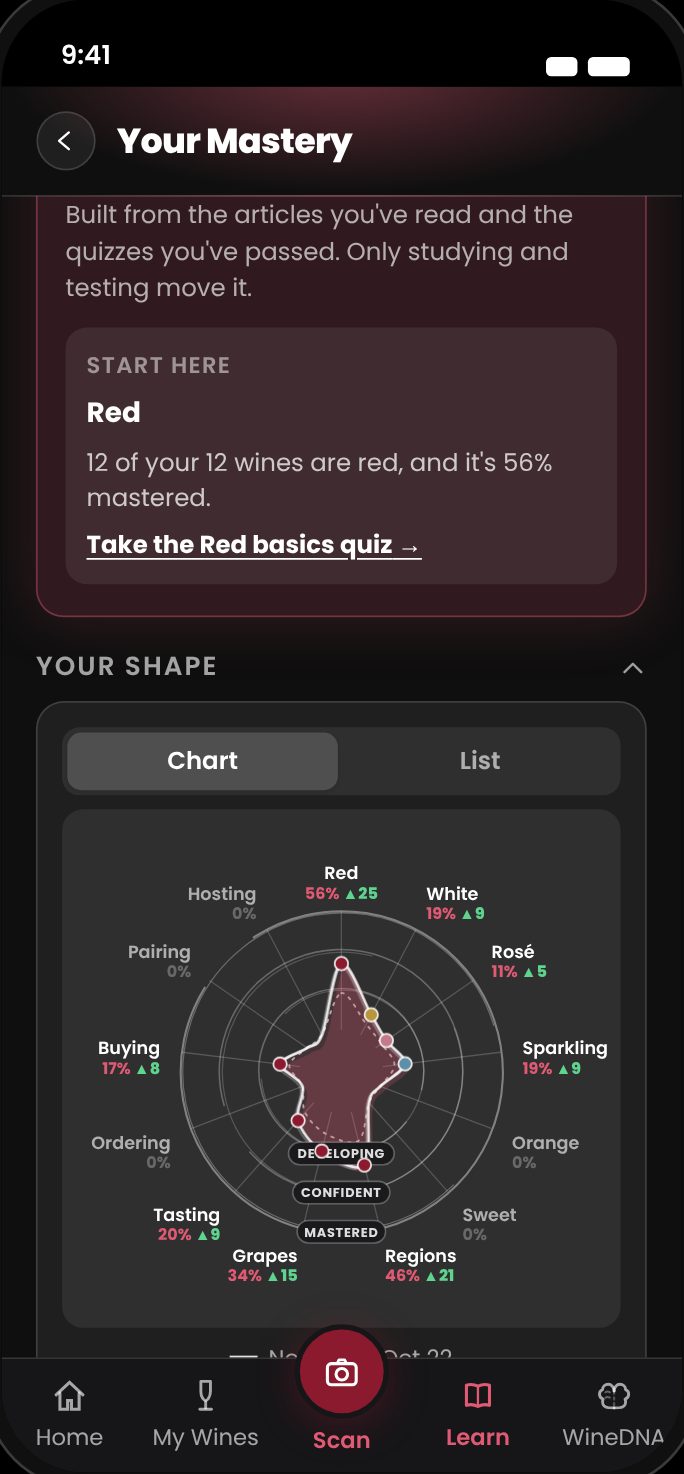 9:41
Your Mastery
Built from the articles you've read and the
quizzes you've passed. Only studying and
testing move it.
START HERE
Red
12 of your 12 wines are red, and it's 56%
mastered.
Take the Red basics quiz →
YOUR SHAPE
Chart
List
Red
56% ▲25
White
19% ▲9
Rosé
11% ▲5
Sparkling
19% ▲9
Orange
0%
Sweet
0%
Regions
46% ▲21
Grapes
34% ▲15
Tasting
20% ▲9
Ordering
0%
Buying
17% ▲8
Pairing
0%
Hosting
0%
DEVELOPING
CONFIDENT
MASTERED
Oct 22
Home
My Wines
Scan
Learn
WineDNA